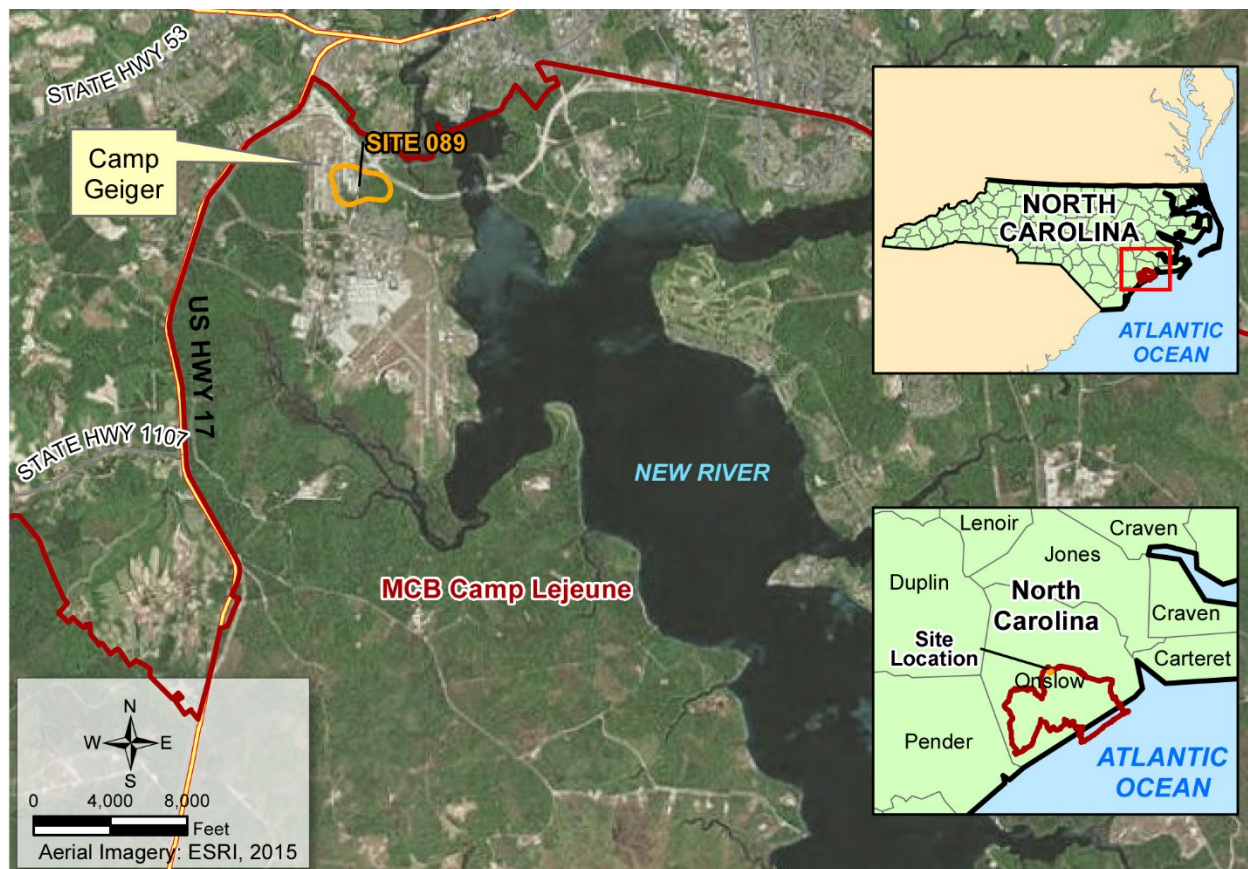 STATE HWY 53
Camp
Geiger
SITE 089
US HWY 17
STATE HWY 1107
NEW RIVER
MCB Camp Lejeune
N
W
E
S
0
4,000
8,000
Feet
Aerial Imagery: ESRI, 2015
NORTH
CAROLINA
ATLANTIC
OCEAN
Lenoir
Craven
Jones
Duplin
North
Carolina
Craven
Site
Location
Carteret
Onslow
Pender
ATLANTIC
OCEAN